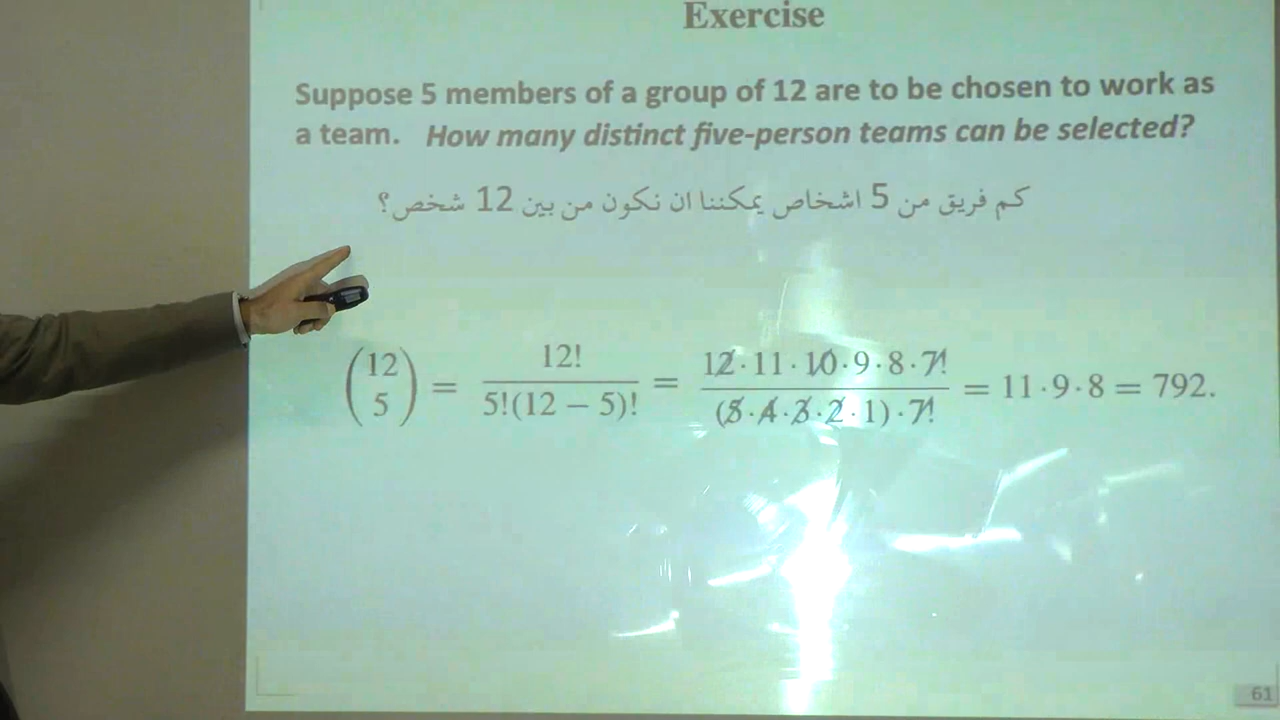 Exercise
Suppose 5 members of a group of 12 are to be chosen to work as
a team. How many distinct five-person teams can be selected?
كم فريق من 5 اشخاص يمكننا ان نكون من بين 12 شخص؟
(12 5) = 12! / 5!(12 − 5)! = 12·11·10·9·8·7! / (5·4·3·2·1)·7! = 11·9·8 = 792.
61